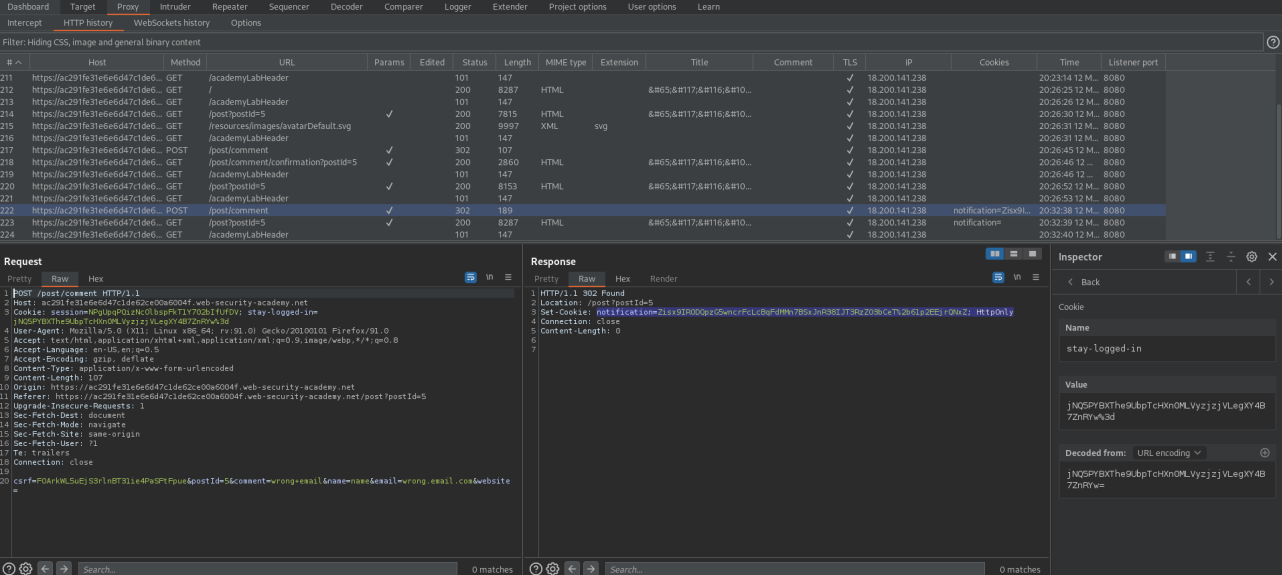 Dashboard Target Proxy Intruder Repeater Sequencer Decoder Comparer Logger Extender Project options User options Learn
Intercept HTTP history WebSockets history Options
Filter: Hiding CSS, image and general binary content
# Host Method URL Params Edited Status Length MIME type Extension Title Comment TLS IP Cookies Time Listener port
211 https://ac291fe31e6e6d47c1de6... GET /academyLabHeader 101 147 ✓ 18.200.141.238 20:23:14 12 M... 8080
212 https://ac291fe31e6e6d47c1de6... GET / 200 8287 HTML &#65;&#117;&#116;&#10... ✓ 18.200.141.238 20:26:25 12 M... 8080
213 https://ac291fe31e6e6d47c1de6... GET /academyLabHeader 101 147 ✓ 18.200.141.238 20:26:26 12 M... 8080
214 https://ac291fe31e6e6d47c1de6... GET /post?postId=5 ✓ 200 7815 HTML &#65;&#117;&#116;&#10... ✓ 18.200.141.238 20:26:31 12 M... 8080
215 https://ac291fe31e6e6d47c1de6... GET /resources/images/avatarDefault.svg 200 9997 XML svg ✓ 18.200.141.238 20:26:31 12 M... 8080
216 https://ac291fe31e6e6d47c1de6... GET /academyLabHeader 101 147 ✓ 18.200.141.238 20:26:31 12 M... 8080
217 https://ac291fe31e6e6d47c1de6... POST /post/comment ✓ 302 107 ✓ 18.200.141.238 20:26:45 12 M... 8080
218 https://ac291fe31e6e6d47c1de6... GET /post/comment/confirmation?postId=5 ✓ 200 2860 HTML &#65;&#117;&#116;&#10... ✓ 18.200.141.238 20:26:46 12 ... 8080
219 https://ac291fe31e6e6d47c1de6... GET /academyLabHeader 101 147 ✓ 18.200.141.238 20:26:46 12 ... 8080
220 https://ac291fe31e6e6d47c1de6... GET /post?postId=5 ✓ 200 8153 HTML &#65;&#117;&#116;&#10... ✓ 18.200.141.238 20:26:52 12 M... 8080
221 https://ac291fe31e6e6d47c1de6... GET /academyLabHeader 101 147 ✓ 18.200.141.238 20:26:53 12 M... 8080
222 https://ac291fe31e6e6d47c1de6... POST /post/comment ✓ 302 189 ✓ 18.200.141.238 notification=Zisx9I... 20:32:38 12 M... 8080
223 https://ac291fe31e6e6d47c1de6... GET /post?postId=5 ✓ 200 8287 HTML &#65;&#117;&#116;&#10... ✓ 18.200.141.238 notification= 20:32:39 12 M... 8080
224 https://ac291fe31e6e6d47c1de6... GET /academyLabHeader 101 147 ✓ 18.200.141.238 20:32:40 12 M... 8080
Request
Pretty Raw Hex \n
1 POST /post/comment HTTP/1.1
2 Host: ac291fe31e6e6d47c1de62ce00a6004f.web-security-academy.net
3 Cookie: session=NPgUpqPQizNcOlbspFkTlY702bIfUfDV; stay-logged-in=
jNQ5PYBXThe9UbpTcHXnOMLVyzjzjVLegXY4B7ZnRYw%3d
4 User-Agent: Mozilla/5.0 (X11; Linux x86_64; rv:91.0) Gecko/20100101 Firefox/91.0
5 Accept: text/html,application/xhtml+xml,application/xml;q=0.9,image/webp,*/*;q=0.8
6 Accept-Language: en-US,en;q=0.5
7 Accept-Encoding: gzip, deflate
8 Content-Type: application/x-www-form-urlencoded
9 Content-Length: 107
10 Origin: https://ac291fe31e6e6d47c1de62ce00a6004f.web-security-academy.net
11 Referer: https://ac291fe31e6e6d47c1de62ce00a6004f.web-security-academy.net/post?postId=5
12 Upgrade-Insecure-Requests: 1
13 Sec-Fetch-Dest: document
14 Sec-Fetch-Mode: navigate
15 Sec-Fetch-Site: same-origin
16 Sec-Fetch-User: ?1
17 Te: trailers
18 Connection: close
19
20 csrf=FOArkWL5uEjS3rlnBT31ie4PaSFtFpue&postId=5&comment=wrong+email&name=name&email=wrong.email.com&website
=
Search... 0 matches
Response
Pretty Raw Hex Render \n
1 HTTP/1.1 302 Found
2 Location: /post?postId=5
3 Set-Cookie: notification=Zisx9IRODQpzG5wncrFcLcBqFdMMn7BSxJnR38IJT3RzZO3bCeT%2b6lp2EEjrQNxZ; HttpOnly
4 Connection: close
5 Content-Length: 0
6
7
Search... 0 matches
Inspector
Back
Cookie
Name
stay-logged-in
Value
jNQ5PYBXThe9UbpTcHXnOMLVyzjzjVLegXY4B
7ZnRYw%3d
Decoded from: URL encoding
jNQ5PYBXThe9UbpTcHXnOMLVyzjzjVLegXY4B
7ZnRYw=